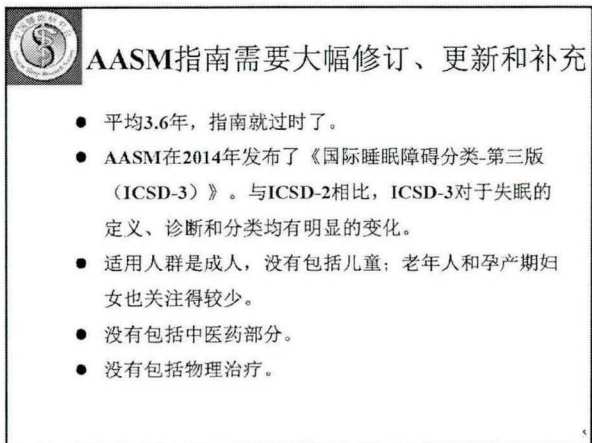 AASM指南需要大幅修订、更新和补充
● 平均3.6年，指南就过时了。
● AASM在2014年发布了《国际睡眠障碍分类-第三版
（ICSD-3）》。与ICSD-2相比，ICSD-3对于失眠的
定义、诊断和分类均有明显的变化。
● 适用人群是成人，没有包括儿童；老年人和孕产期妇
女也关注得较少。
● 没有包括中医药部分。
● 没有包括物理治疗。